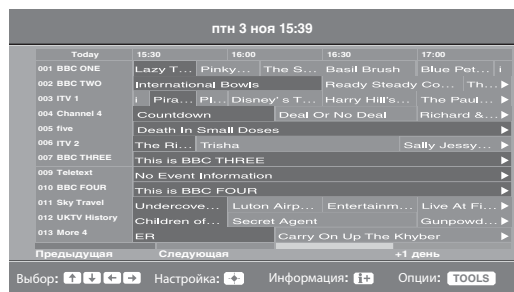 птн 3 ноя 15:39
Today 15:30 16:00 16:30 17:00
001 BBC ONE Lazy T... Pinky... The S... Basil Brush Blue Pet... i
002 BBC TWO International Bowls Ready Steady Co... Th...
003 ITV 1 i Pira... Pl... Disney' s T... Harry Hill's... The Paul...
004 Channel 4 Countdown Deal Or No Deal Richard &...
005 five Death In Small Doses
006 ITV 2 The Ri... Trisha Sally Jessy...
007 BBC THREE This is BBC THREE
009 Teletext No Event Information
010 BBC FOUR This is BBC FOUR
011 Sky Travel Undercove... Luton Airp... Entertainm... Live At Fi...
012 UKTV History Children of... Secret Agent Gunpowd...
013 More 4 ER Carry On Up The Khyber
Предыдущая Следующая +1 день
Выбор: Настройка: Информация: i+ Опции: TOOLS